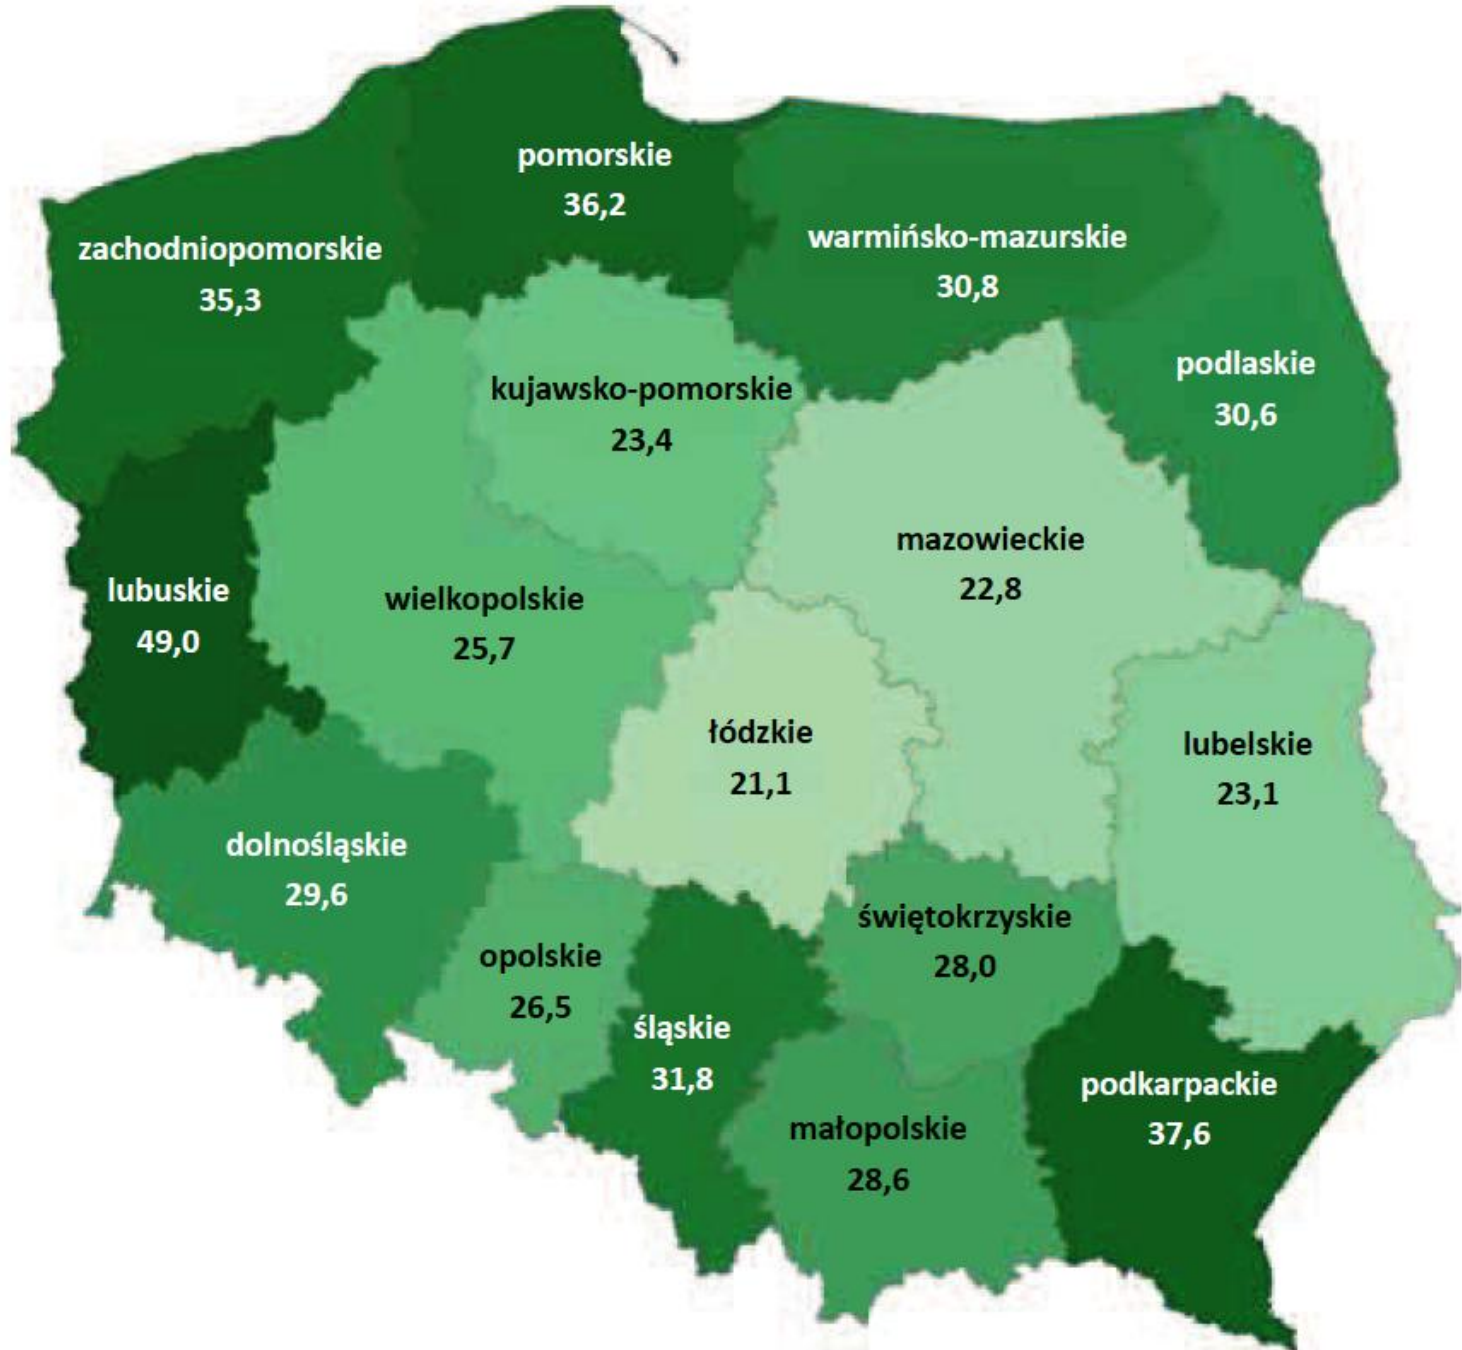 pomorskie
36,2
zachodniopomorskie
35,3
warmińsko-mazurskie
30,8
podlaskie
30,6
kujawsko-pomorskie
23,4
mazowieckie
22,8
lubuskie
49,0
wielkopolskie
25,7
łódzkie
21,1
lubelskie
23,1
dolnośląskie
29,6
opolskie
26,5
świętokrzyskie
28,0
śląskie
31,8
małopolskie
28,6
podkarpackie
37,6